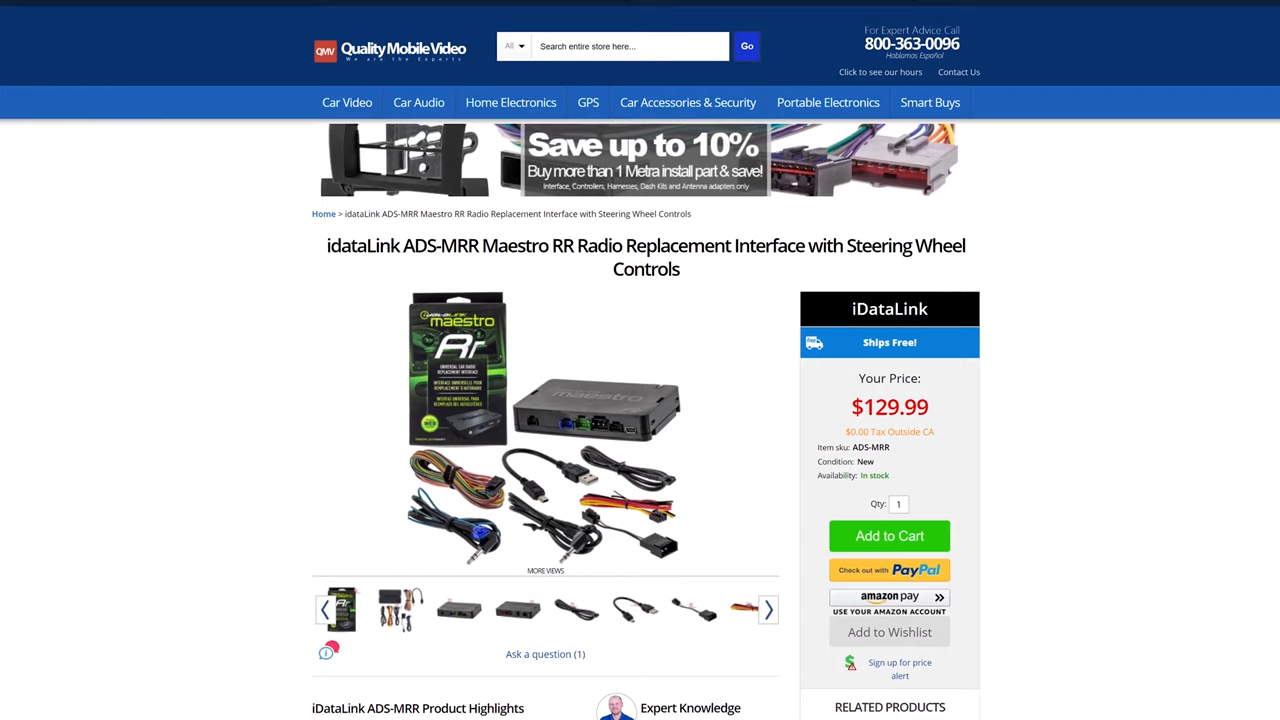 For Expert Advice Call
800-363-0096
Hablamos Español
QMV Quality Mobile Video
We are the Experts
All
Search entire store here...
Go
Click to see our hours
Contact Us
Car Video
Car Audio
Home Electronics
GPS
Car Accessories & Security
Portable Electronics
Smart Buys
Save up to 10%
Buy more than 1 Metra install part & save!
Interface, Controllers, Harnesses, Dash Kits and Antenna adapters only
Home > idataLink ADS-MRR Maestro RR Radio Replacement Interface with Steering Wheel Controls
idataLink ADS-MRR Maestro RR Radio Replacement Interface with Steering Wheel
Controls
maestro
Rr
UNIVERSAL CAR RADIO
REPLACEMENT INTERFACE
maestro
MORE VIEWS
Rr
Ask a question (1)
iDataLink ADS-MRR Product Highlights
Expert Knowledge
iDataLink
Ships Free!
Your Price:
$129.99
$0.00 Tax Outside CA
Item sku: ADS-MRR
Condition: New
Availability: In stock
Qty: 1
Add to Cart
Check out with PayPal
amazon pay
USE YOUR AMAZON ACCOUNT
Add to Wishlist
Sign up for price
alert
RELATED PRODUCTS